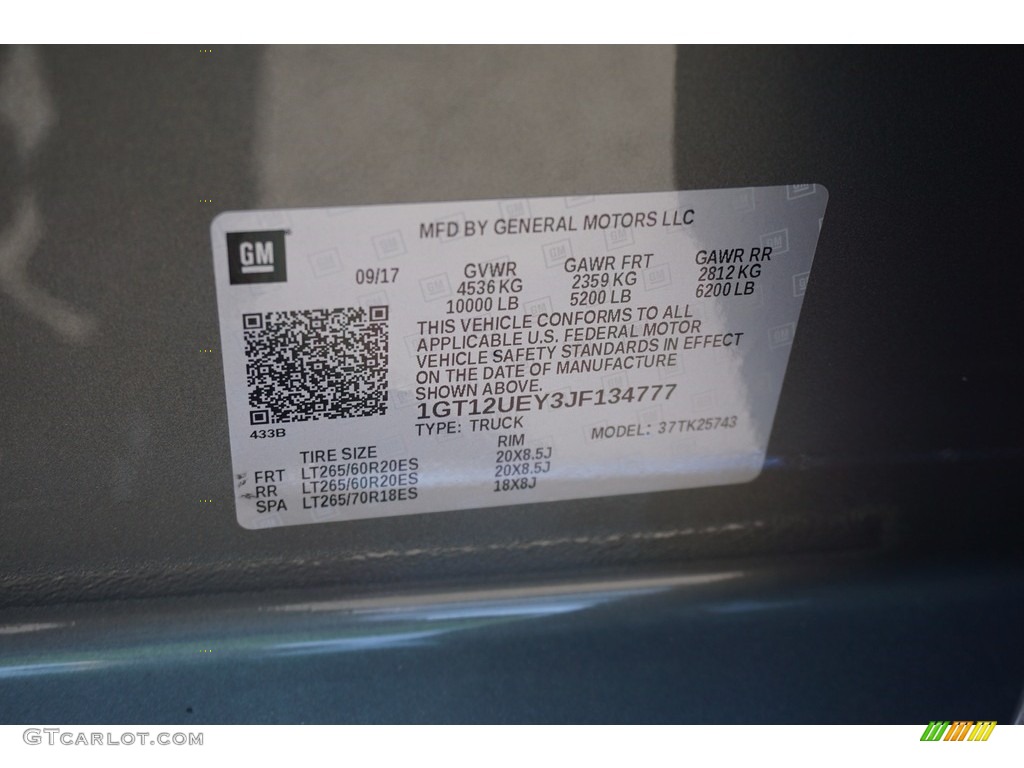 MFD BY GENERAL MOTORS LLC
GM
09/17
GVWR GAWR FRT GAWR RR
4536 KG 2359 KG 2812 KG
10000 LB 5200 LB 6200 LB
THIS VEHICLE CONFORMS TO ALL
APPLICABLE U.S. FEDERAL MOTOR
VEHICLE SAFETY STANDARDS IN EFFECT
ON THE DATE OF MANUFACTURE
SHOWN ABOVE.
1GT12UEY3JF134777
433B
TYPE: TRUCK MODEL: 37TK25743
TIRE SIZE RIM
FRT LT265/60R20ES 20X8.5J
RR LT265/60R20ES 20X8.5J
SPA LT265/70R18ES 18X8J
GTCARLOT.COM